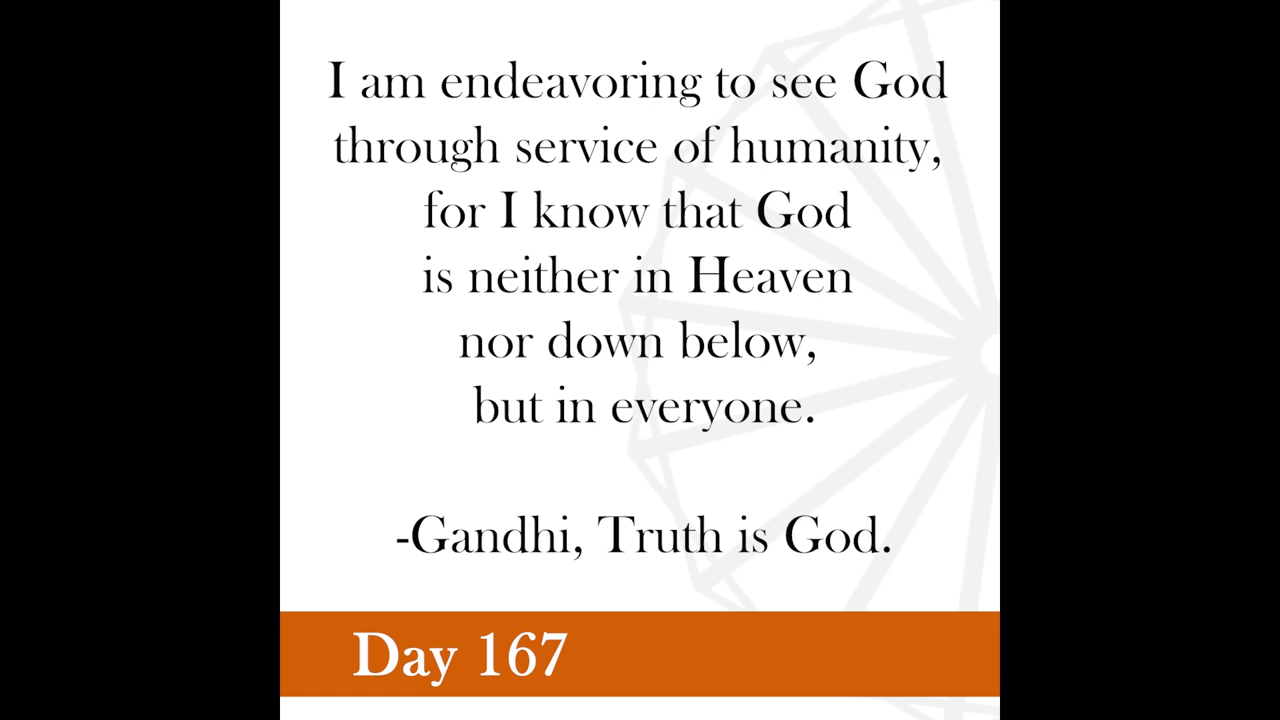 I am endeavoring to see God
through service of humanity,
for I know that God
is neither in Heaven
nor down below,
but in everyone.
-Gandhi, Truth is God.
Day 167